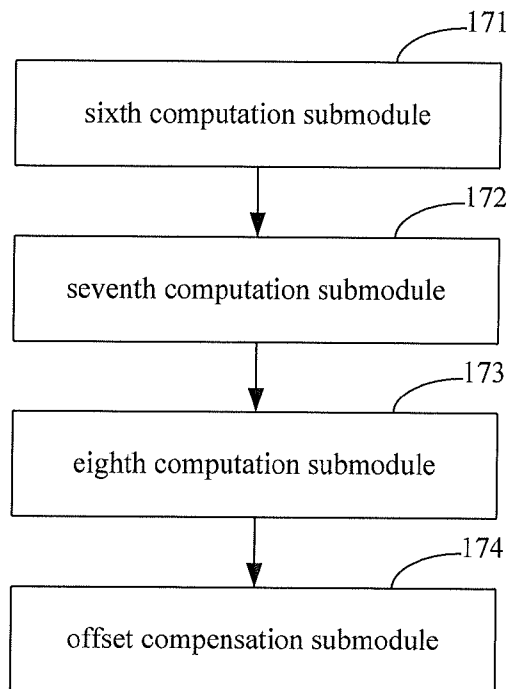 171
sixth computation submodule
172
seventh computation submodule
173
eighth computation submodule
174
offset compensation submodule